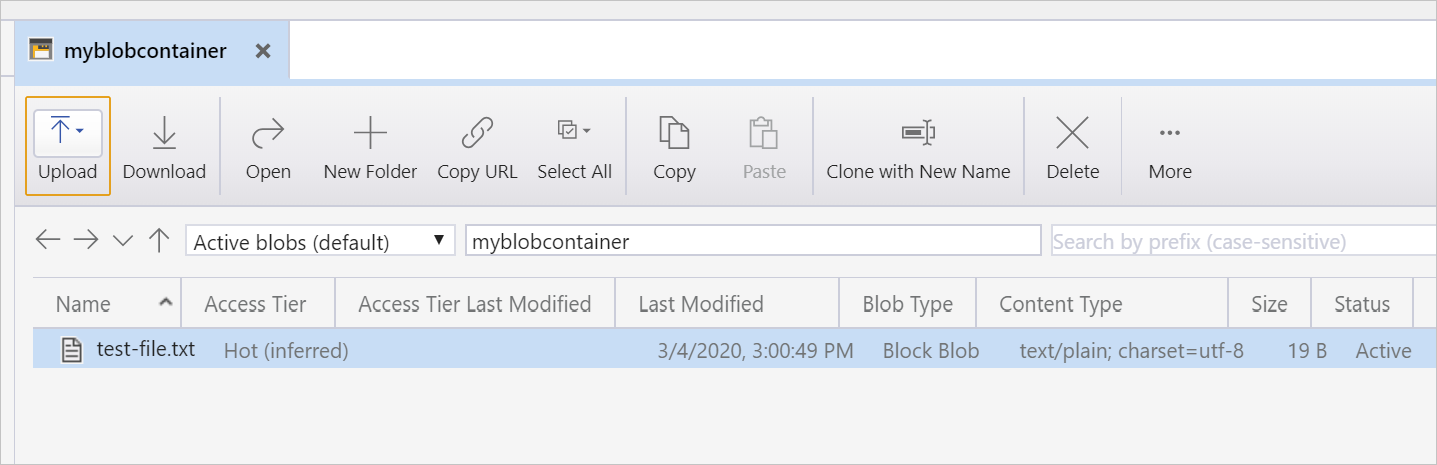 myblobcontainer
Upload Download Open New Folder Copy URL Select All Copy Paste Clone with New Name Delete More
Active blobs (default) myblobcontainer Search by prefix (case-sensitive)
Name Access Tier Access Tier Last Modified Last Modified Blob Type Content Type Size Status
test-file.txt Hot (inferred) 3/4/2020, 3:00:49 PM Block Blob text/plain; charset=utf-8 19 B Active